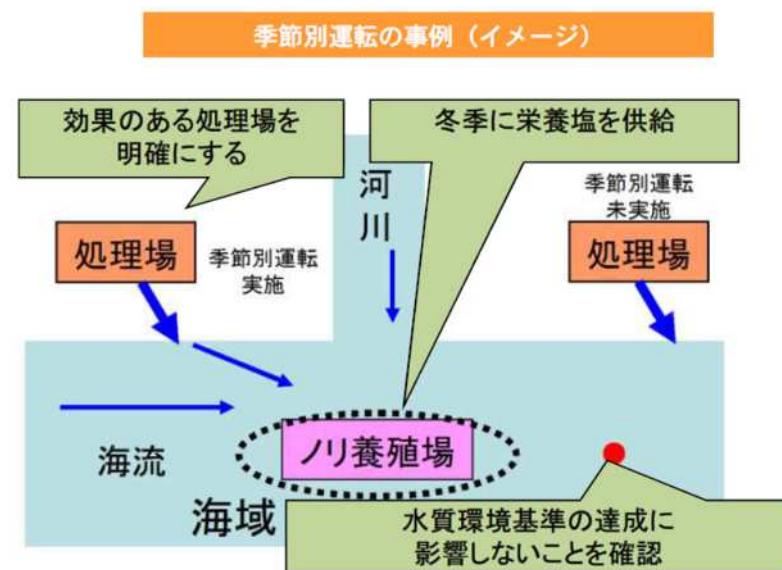 季節別運転の事例（イメージ）
効果のある処理場を
明確にする
冬季に栄養塩を供給
河
川
季節別運転
未実施
処理場
季節別運転
実施
処理場
海流
ノリ養殖場
海域
水質環境基準の達成に
影響しないことを確認